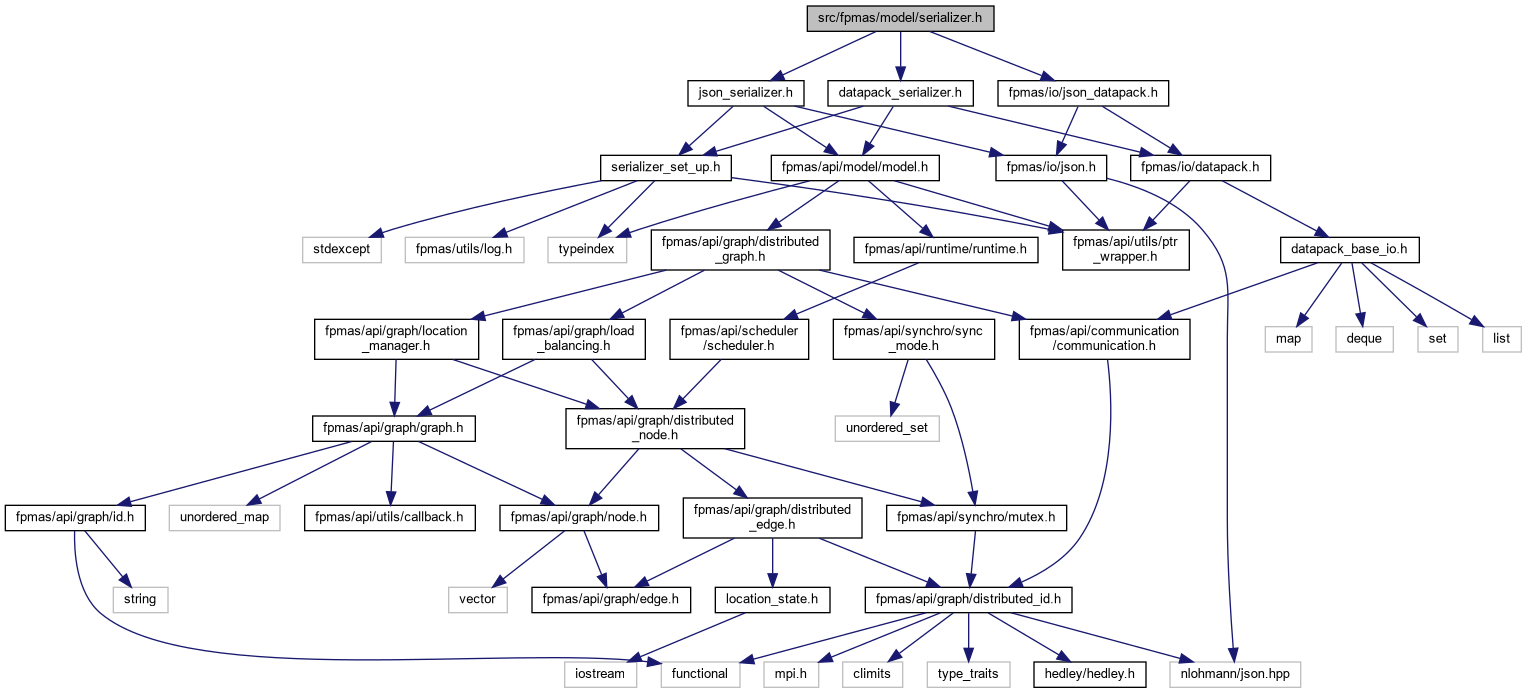 src/fpmas/model/serializer.h
json_serializer.h
datapack_serializer.h
fpmas/io/json_datapack.h
serializer_set_up.h
fpmas/api/model/model.h
fpmas/io/json.h
fpmas/io/datapack.h
stdexcept
fpmas/utils/log.h
typeindex
fpmas/api/graph/distributed
_graph.h
fpmas/api/runtime/runtime.h
fpmas/api/utils/ptr
_wrapper.h
datapack_base_io.h
fpmas/api/graph/location
_manager.h
fpmas/api/graph/load
_balancing.h
fpmas/api/scheduler
/scheduler.h
fpmas/api/synchro/sync
_mode.h
fpmas/api/communication
/communication.h
map
deque
set
list
fpmas/api/graph/graph.h
fpmas/api/graph/distributed
_node.h
unordered_set
fpmas/api/graph/id.h
unordered_map
fpmas/api/utils/callback.h
fpmas/api/graph/node.h
fpmas/api/graph/distributed
_edge.h
fpmas/api/synchro/mutex.h
string
vector
fpmas/api/graph/edge.h
location_state.h
fpmas/api/graph/distributed_id.h
iostream
functional
mpi.h
climits
type_traits
hedley/hedley.h
nlohmann/json.hpp